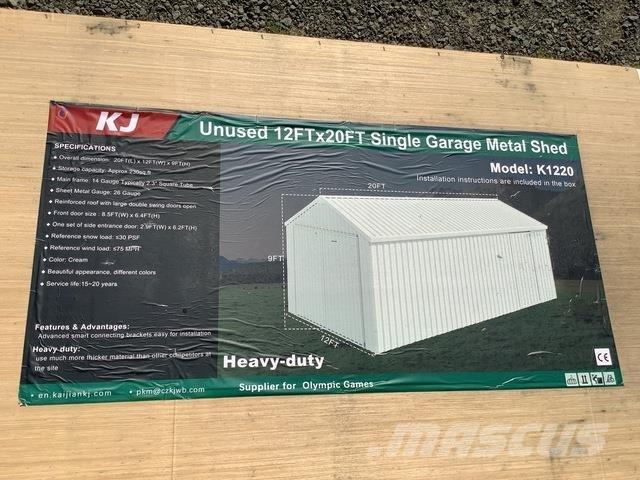 KJ
Unused 12FTx20FT Single Garage Metal Shed
Model: K1220
Installation instructions are included in the box
SPECIFICATIONS
Overall dimension: 20FT(L) x 12FT(W) x 9FT(H)
Storage capacity: Approx 230sq.ft
Main frame: 14 Gauge Typically 2.3" Square Tube
Sheet Metal Gauge: 26 Gauge
Reinforced roof with large double swing doors open
Front door size : 8.5FT(W) x 6.4FT(H)
One set of side entrance door: 2.9FT(W) x 6.2FT(H)
Reference snow load: ≤30 PSF
Reference wind load: ≤75 MPH
Color: Cream
Beautiful appearance, different colors
Service life:15~20 years
20FT
9FT
12FT
Features & Advantages:
Advanced smart connecting brackets easy for installation
Heavy-duty:
use much more thicker material than other competitors at
the site
Heavy-duty
CE
Supplier for Olympic Games
en.kaijiankj.com
pkm@czkjwb.com
mascus